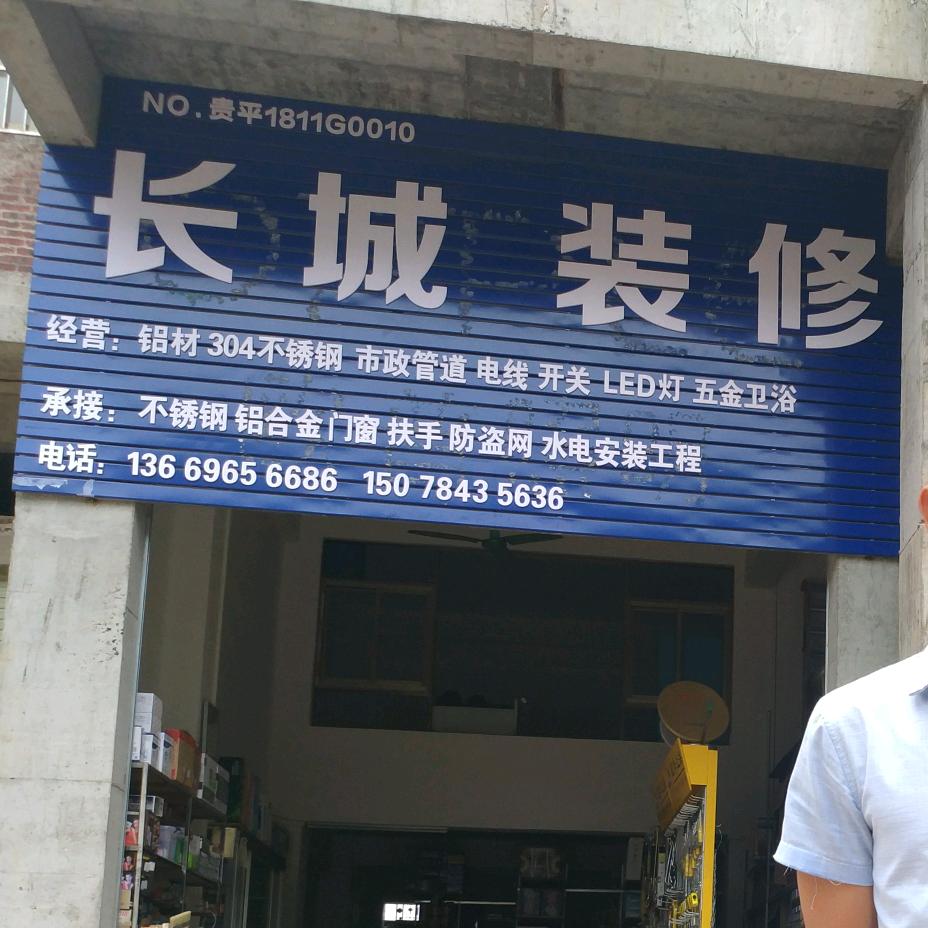 NO.贵平1811G0010
长城 装修
经营：铝材 304不锈钢 市政管道 电线 开关 LED灯 五金卫浴
承接：不锈钢 铝合金门窗 扶手 防盗网 水电安装工程
电话：136 6965 6686 150 7843 5636